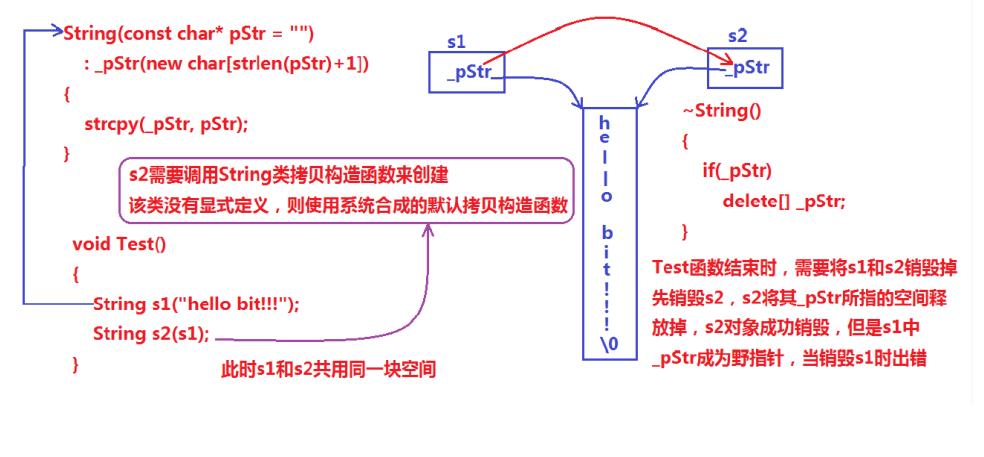 String(const char* pStr = "")
: _pStr(new char[strlen(pStr)+1])
{
strcpy(_pStr, pStr);
}
s2需要调用String类拷贝构造函数来创建
该类没有显式定义，则使用系统合成的默认拷贝构造函数
void Test()
{
String s1("hello bit!!!");
String s2(s1);
}
此时s1和s2共用同一块空间
s1
_pStr
s2
_pStr
h
e
l
l
o
b
i
t
!
!
!
\0
~String()
{
if(_pStr)
delete[] _pStr;
}
Test函数结束时，需要将s1和s2销毁掉
先销毁s2，s2将其_pStr所指的空间释
放掉，s2对象成功销毁，但是s1中
_pStr成为野指针，当销毁s1时出错